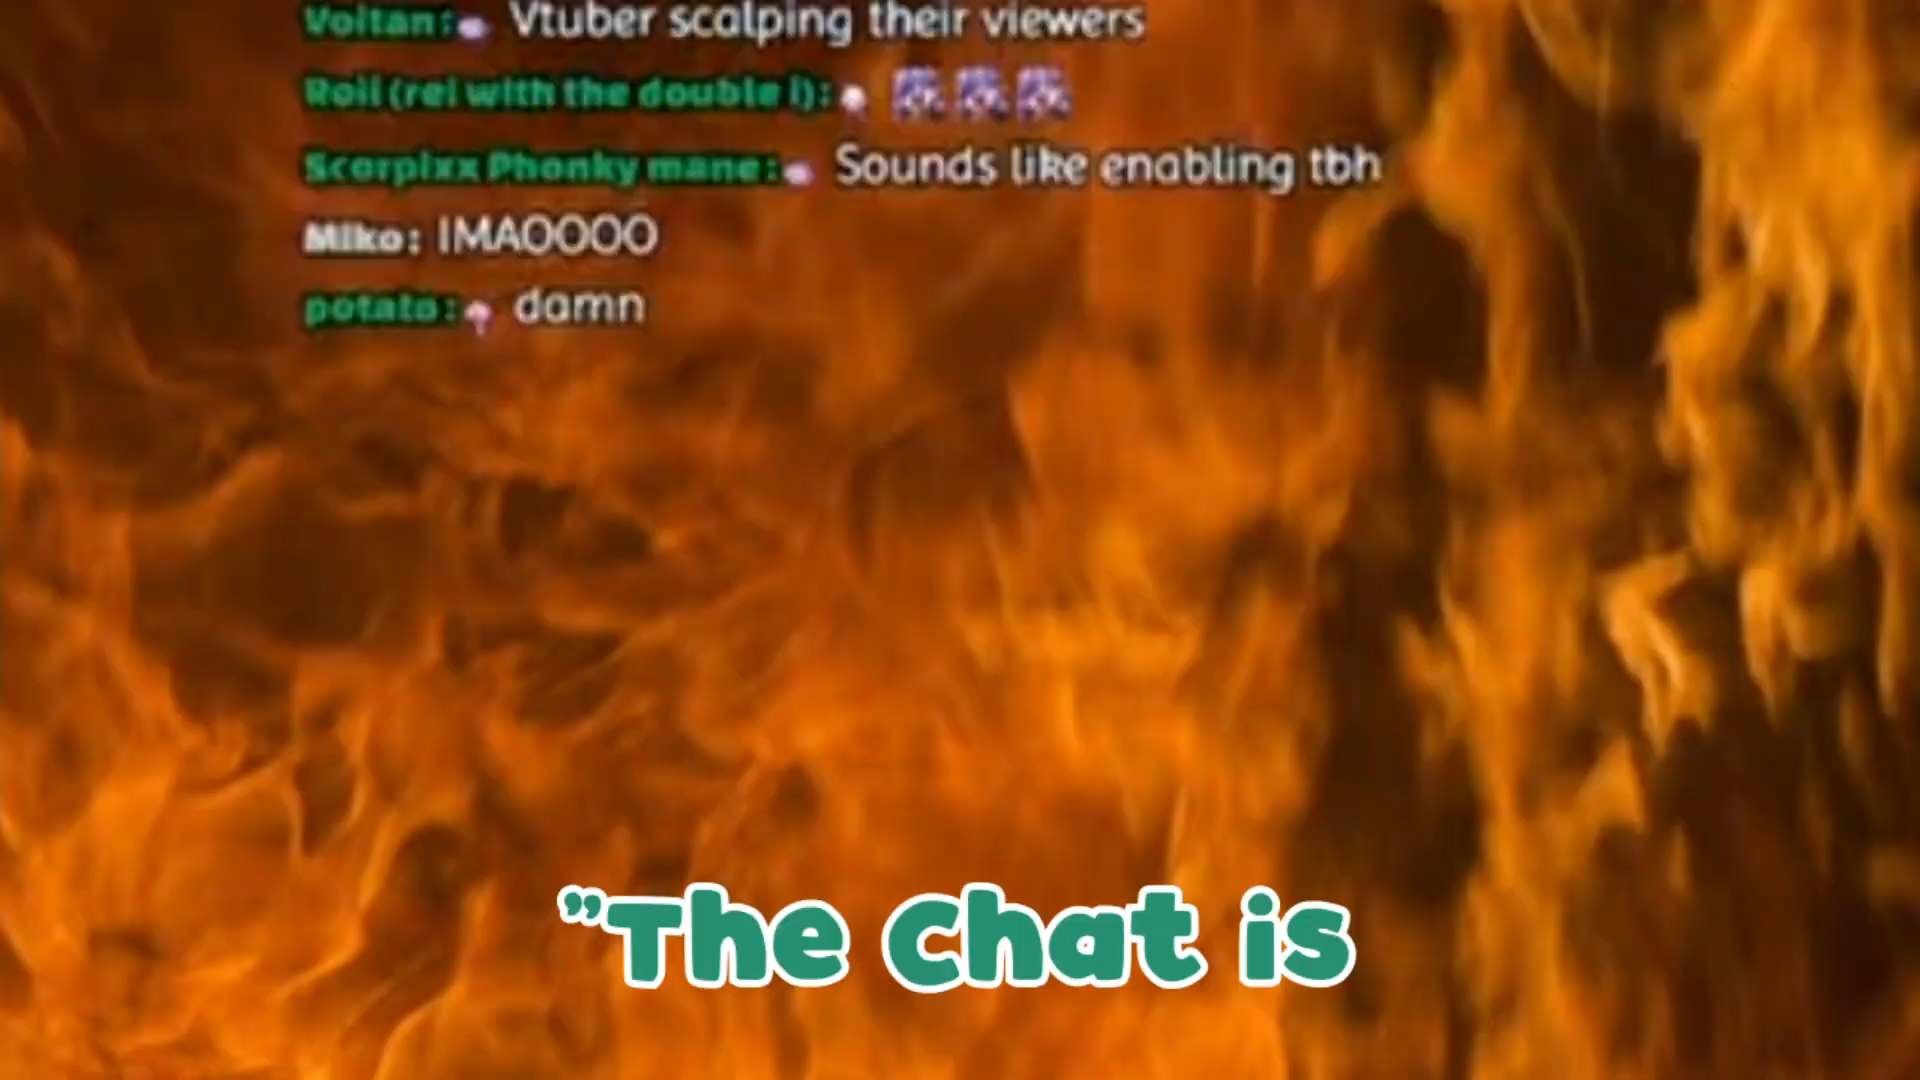 Voltan: Vtuber scalping their viewers
Roll (rel with the double l):
Scorpixx Phonky mane: Sounds like enabling tbh
Miko: IMAOOOO
potato: damn
"The Chat is